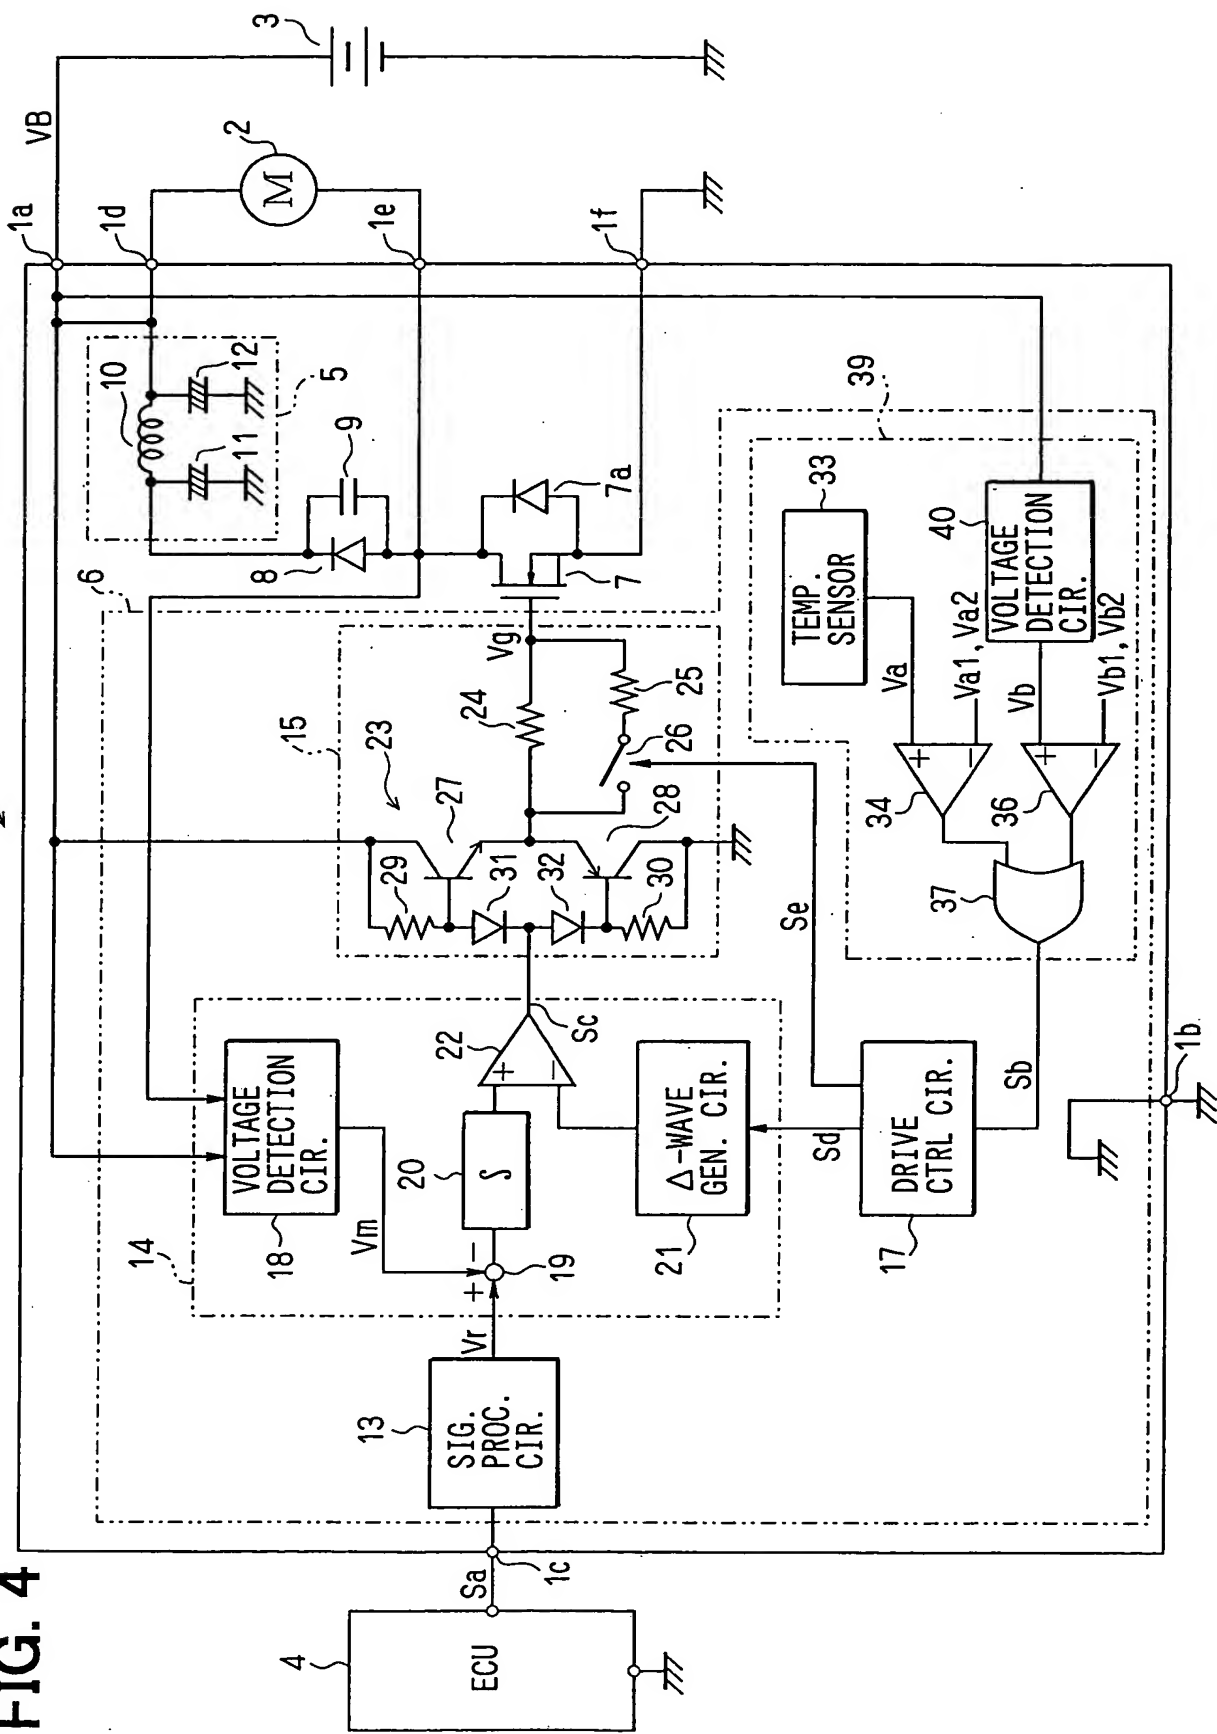 FIG. 4
VB
3
1a
2
M
1d
1e
1f
10
12
11
5
9
8
7a
7
6
39
TEMP.
SENSOR
33
40
VOLTAGE
DETECTION
CIR.
Va
Va1, Va2
Vb
Vb1, Vb2
34
36
37
15
23
Vg
24
25
26
27
28
29
30
31
32
Se
Sb
Sc
Sd
14
VOLTAGE
DETECTION
CIR.
18
Vm
20
∫
22
+
−
+
−
19
Δ-WAVE
GEN. CIR.
21
DRIVE
CTRL CIR.
17
1b
Vr
13
SIG.
PROC.
CIR.
Sa
1c
4
ECU
+
−
+
−